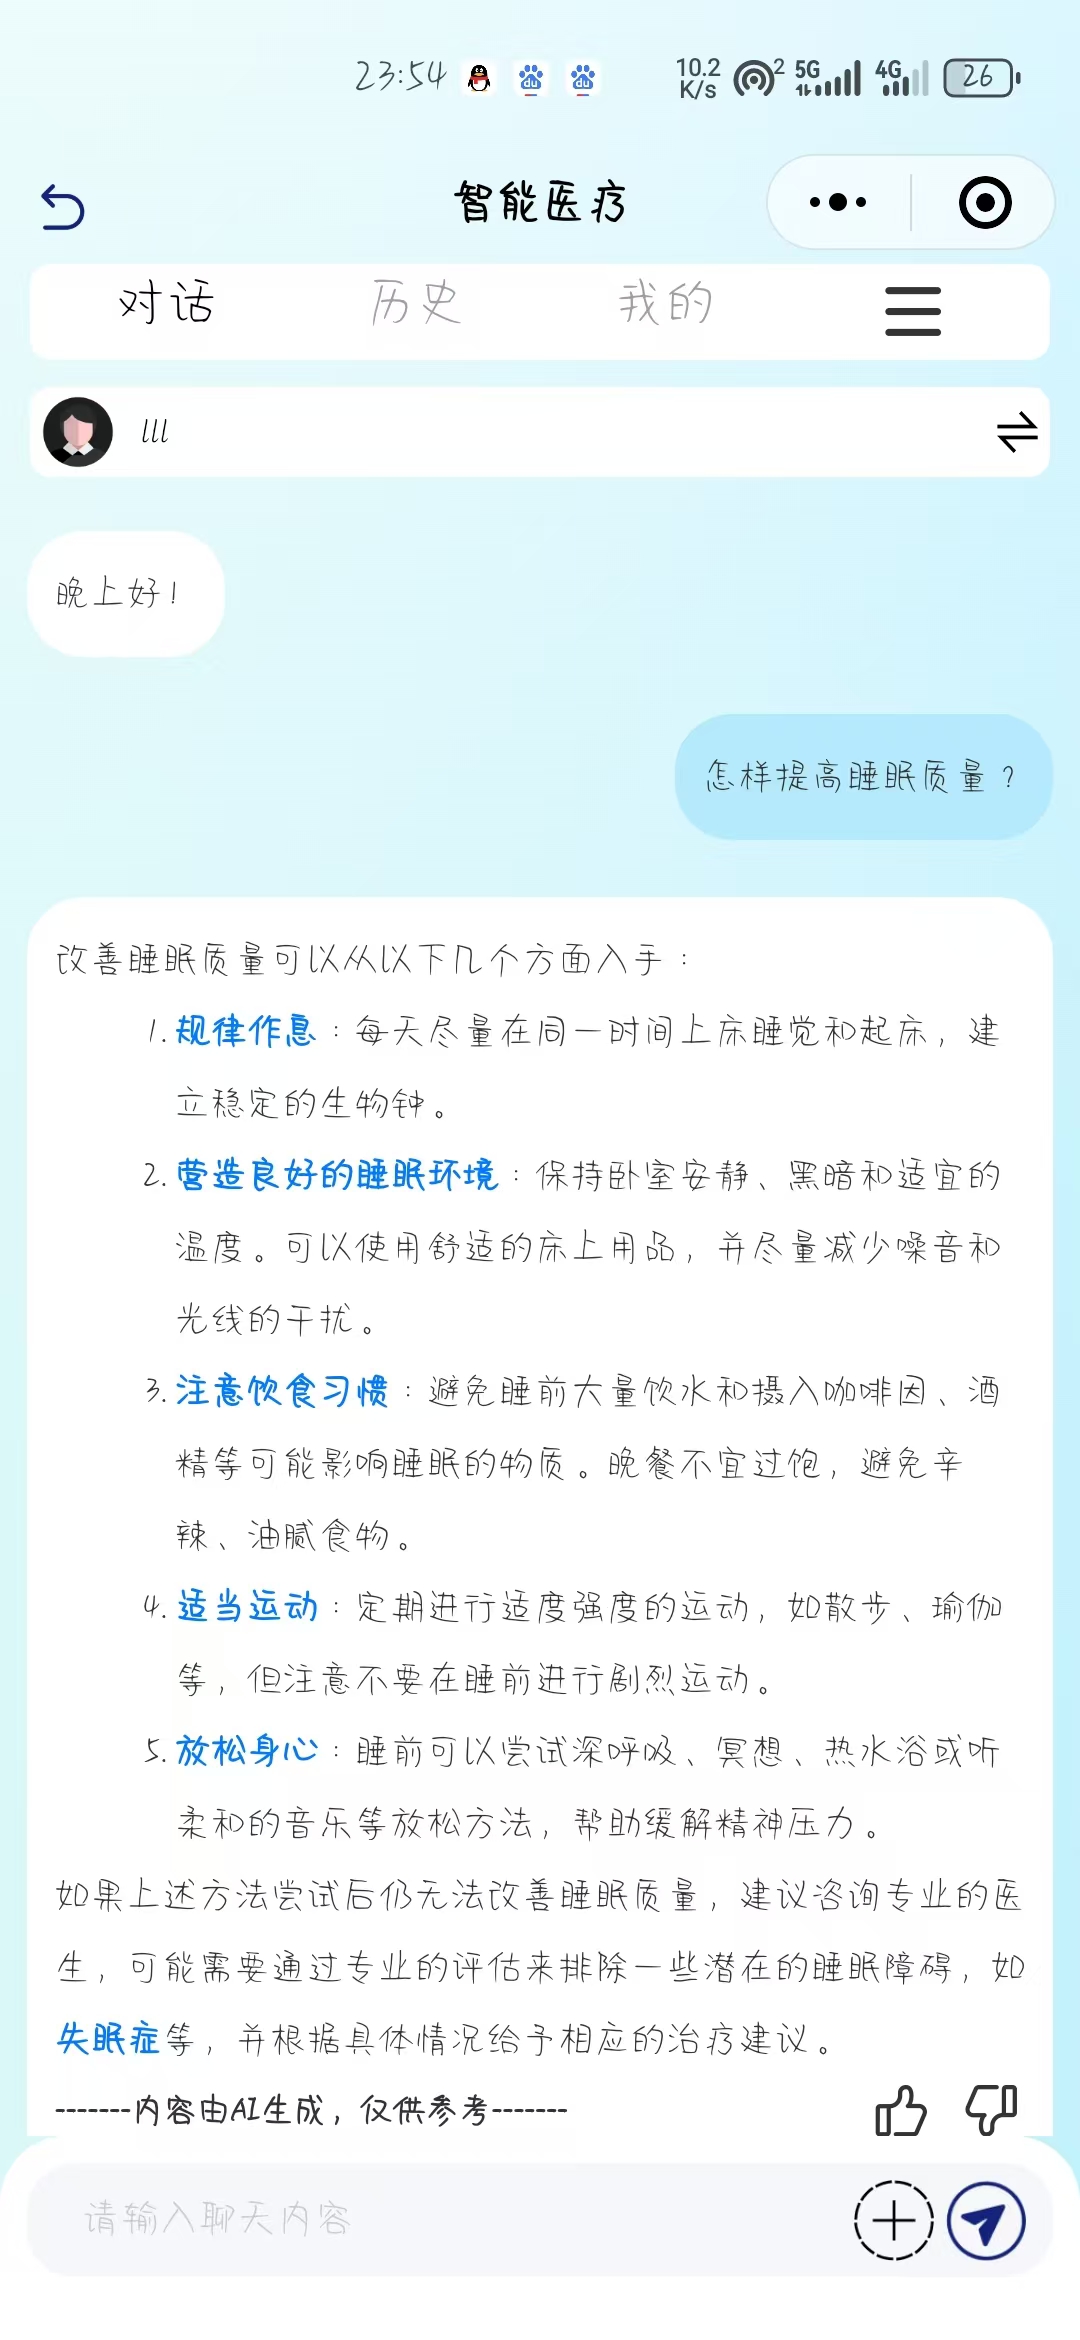 23:54
10.2 K/s
2
5G
4G
26
智能医疗
对话 历史 我的
lll
晚上好！
怎样提高睡眠质量？
改善睡眠质量可以从以下几个方面入手：
1. 规律作息：每天尽量在同一时间上床睡觉和起床，建
立稳定的生物钟。
2. 营造良好的睡眠环境：保持卧室安静、黑暗和适宜的
温度。可以使用舒适的床上用品，并尽量减少噪音和
光线的干扰。
3. 注意饮食习惯：避免睡前大量饮水和摄入咖啡因、酒
精等可能影响睡眠的物质。晚餐不宜过饱，避免辛
辣、油腻食物。
4. 适当运动：定期进行适度强度的运动，如散步、瑜伽
等，但注意不要在睡前进行剧烈运动。
5. 放松身心：睡前可以尝试深呼吸、冥想、热水浴或听
柔和的音乐等放松方法，帮助缓解精神压力。
如果上述方法尝试后仍无法改善睡眠质量，建议咨询专业的医
生，可能需要通过专业的评估来排除一些潜在的睡眠障碍，如
失眠症等，并根据具体情况给予相应的治疗建议。
-------内容由AI生成，仅供参考-------
请输入聊天内容